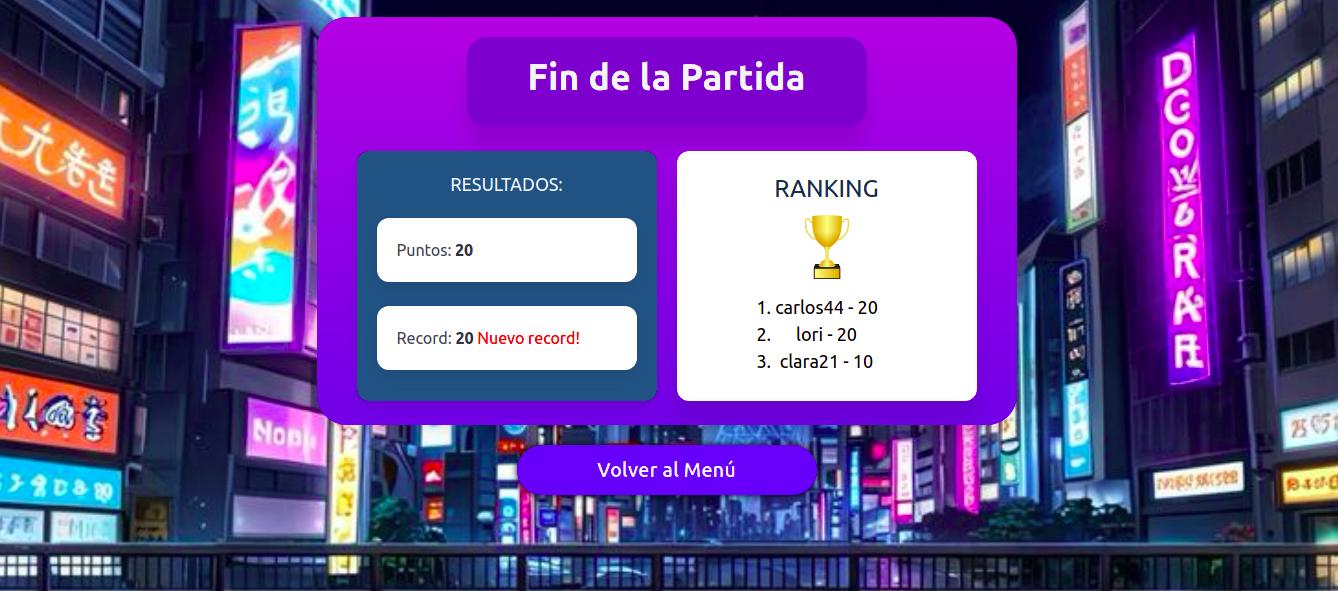 Fin de la Partida
RESULTADOS:
Puntos: 20
Record: 20 Nuevo record!
RANKING
1. carlos44 - 20
2. lori - 20
3. clara21 - 10
Volver al Menú